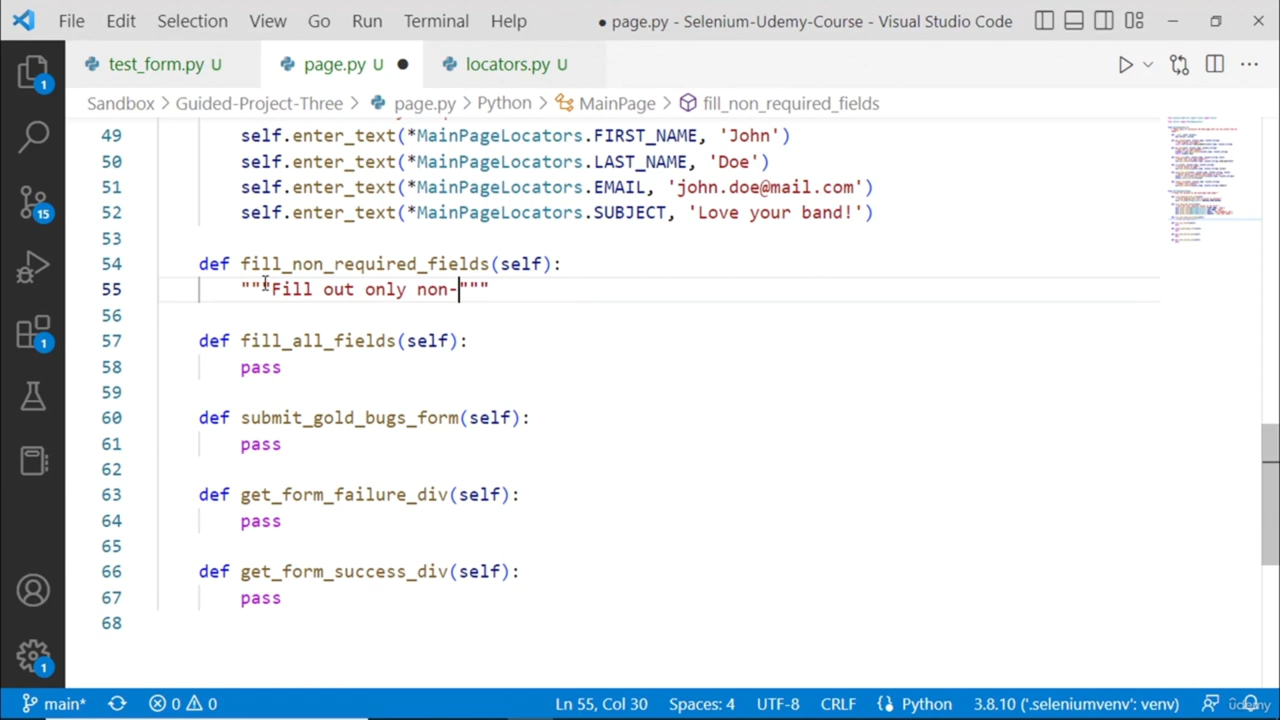 File Edit Selection View Go Run Terminal Help ● page.py - Selenium-Udemy-Course - Visual Studio Code
test_form.py U page.py U ● locators.py U
Sandbox > Guided-Project-Three > page.py > Python > MainPage > fill_non_required_fields
49 self.enter_text(*MainPageLocators.FIRST_NAME, 'John')
50 self.enter_text(*MainPageLocators.LAST_NAME, 'Doe')
51 self.enter_text(*MainPageLocators.EMAIL, 'john.doe@mail.com')
52 self.enter_text(*MainPageLocators.SUBJECT, 'Love your band!')
53
54 def fill_non_required_fields(self):
55 """Fill out only non-"""
56
57 def fill_all_fields(self):
58 pass
59
60 def submit_gold_bugs_form(self):
61 pass
62
63 def get_form_failure_div(self):
64 pass
65
66 def get_form_success_div(self):
67 pass
68
1
15
1
1
main* 0 0 Ln 55, Col 30 Spaces: 4 UTF-8 CRLF Python 3.8.10 ('.seleniumvenv': venv) ûdemy